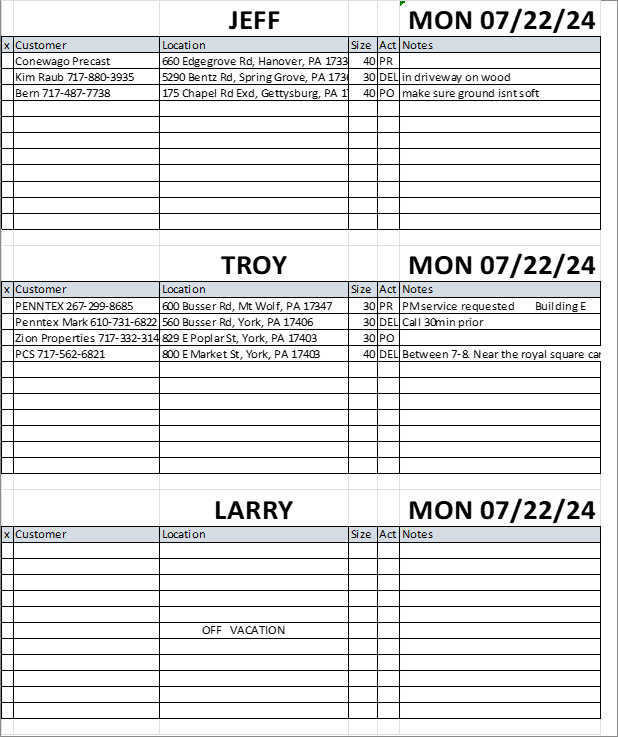 JEFF MON 07/22/24
x Customer Location Size Act Notes
Conewago Precast 660 Edgegrove Rd, Hanover, PA 1733 40 PR
Kim Raub 717-880-3935 5290 Bentz Rd, Spring Grove, PA 173 30 DEL in driveway on wood
Bern 717-487-7738 175 Chapel Rd Exd, Gettysburg, PA 1 40 PO make sure ground isnt soft
TROY MON 07/22/24
x Customer Location Size Act Notes
PENNTEX 267-299-8685 600 Busser Rd, Mt Wolf, PA 17347 30 PR PM service requested Building E
Penntex Mark 610-731-6822 560 Busser Rd, York, PA 17406 30 DEL Call 30min prior
Zion Properties 717-332-314 829 E Poplar St, York, PA 17403 30 PO
PCS 717-562-6821 800 E Market St, York, PA 17403 40 DEL Between 7-8. Near the royal square car
LARRY MON 07/22/24
x Customer Location Size Act Notes
OFF VACATION